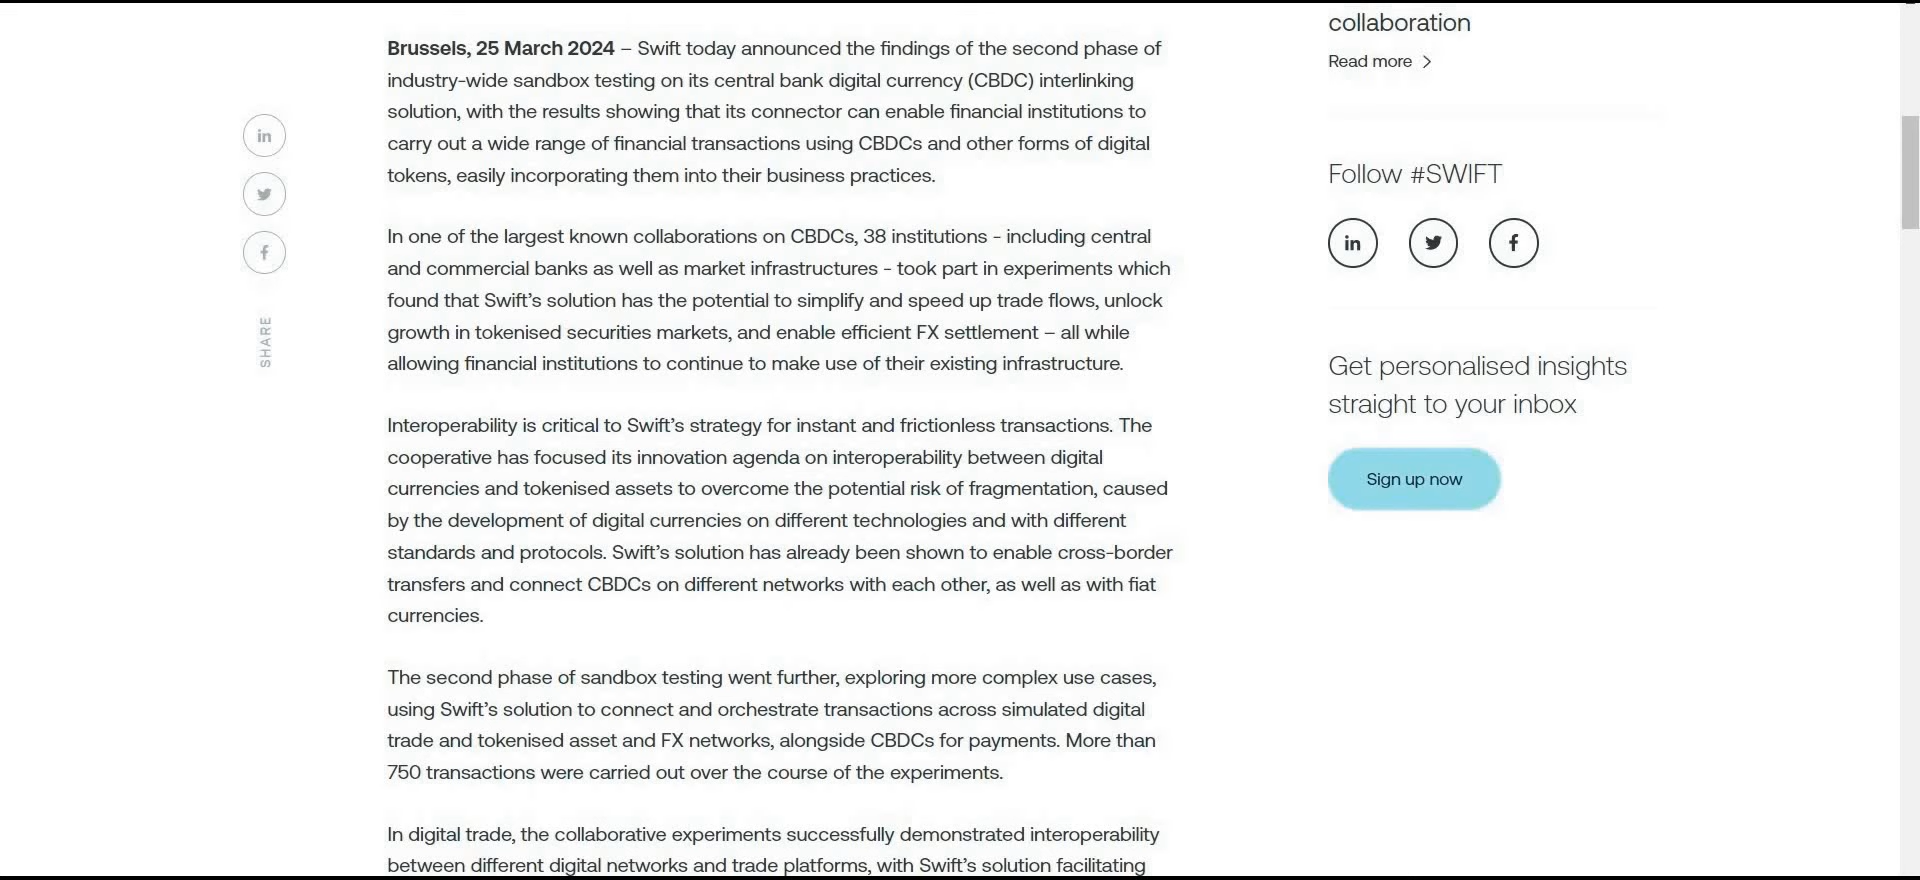 collaboration
Read more
Brussels, 25 March 2024 – Swift today announced the findings of the second phase of
industry-wide sandbox testing on its central bank digital currency (CBDC) interlinking
solution, with the results showing that its connector can enable financial institutions to
carry out a wide range of financial transactions using CBDCs and other forms of digital
tokens, easily incorporating them into their business practices.
In one of the largest known collaborations on CBDCs, 38 institutions - including central
and commercial banks as well as market infrastructures - took part in experiments which
found that Swift’s solution has the potential to simplify and speed up trade flows, unlock
growth in tokenised securities markets, and enable efficient FX settlement – all while
allowing financial institutions to continue to make use of their existing infrastructure.
Interoperability is critical to Swift’s strategy for instant and frictionless transactions. The
cooperative has focused its innovation agenda on interoperability between digital
currencies and tokenised assets to overcome the potential risk of fragmentation, caused
by the development of digital currencies on different technologies and with different
standards and protocols. Swift’s solution has already been shown to enable cross-border
transfers and connect CBDCs on different networks with each other, as well as with fiat
currencies.
The second phase of sandbox testing went further, exploring more complex use cases,
using Swift’s solution to connect and orchestrate transactions across simulated digital
trade and tokenised asset and FX networks, alongside CBDCs for payments. More than
750 transactions were carried out over the course of the experiments.
In digital trade, the collaborative experiments successfully demonstrated interoperability
between different digital networks and trade platforms, with Swift’s solution facilitating
SHARE
Follow #SWIFT
Get personalised insights
straight to your inbox
Sign up now